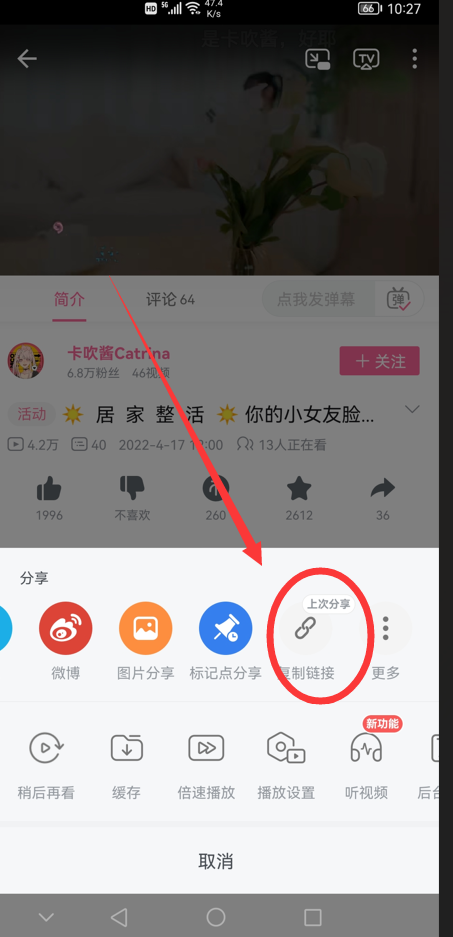 HD 5G 47.4 K/s 66 10:27
是卡吹酱，好耶
TV
简介 评论 64 点我发弹幕 弹
卡吹酱Catrina
6.8万粉丝 46视频
+ 关注
活动 居 家 整 活 你的小女友脸...
4.2万 40 2022-4-17 12:00 13人正在看
1996 不喜欢 260 2612 36
分享
上次分享
微博 图片分享 标记点分享 复制链接 更多
新功能
稍后再看 缓存 倍速播放 播放设置 听视频 后台
取消